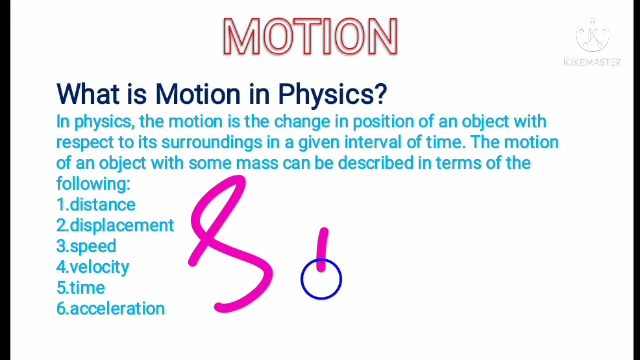 MOTION
K
KINEMASTER
What is Motion in Physics?
In physics, the motion is the change in position of an object with
respect to its surroundings in a given interval of time. The motion
of an object with some mass can be described in terms of the
following:
1.distance
2.displacement
3.speed
4.velocity
5.time
6.acceleration